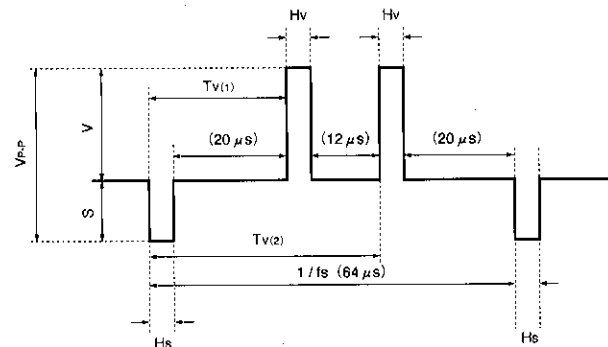 Hv Hv
Tv(1)
VP-P
V
(20 μs) (12 μs) (20 μs)
S
Tv(2)
1/fs (64 μs)
Hs Hs